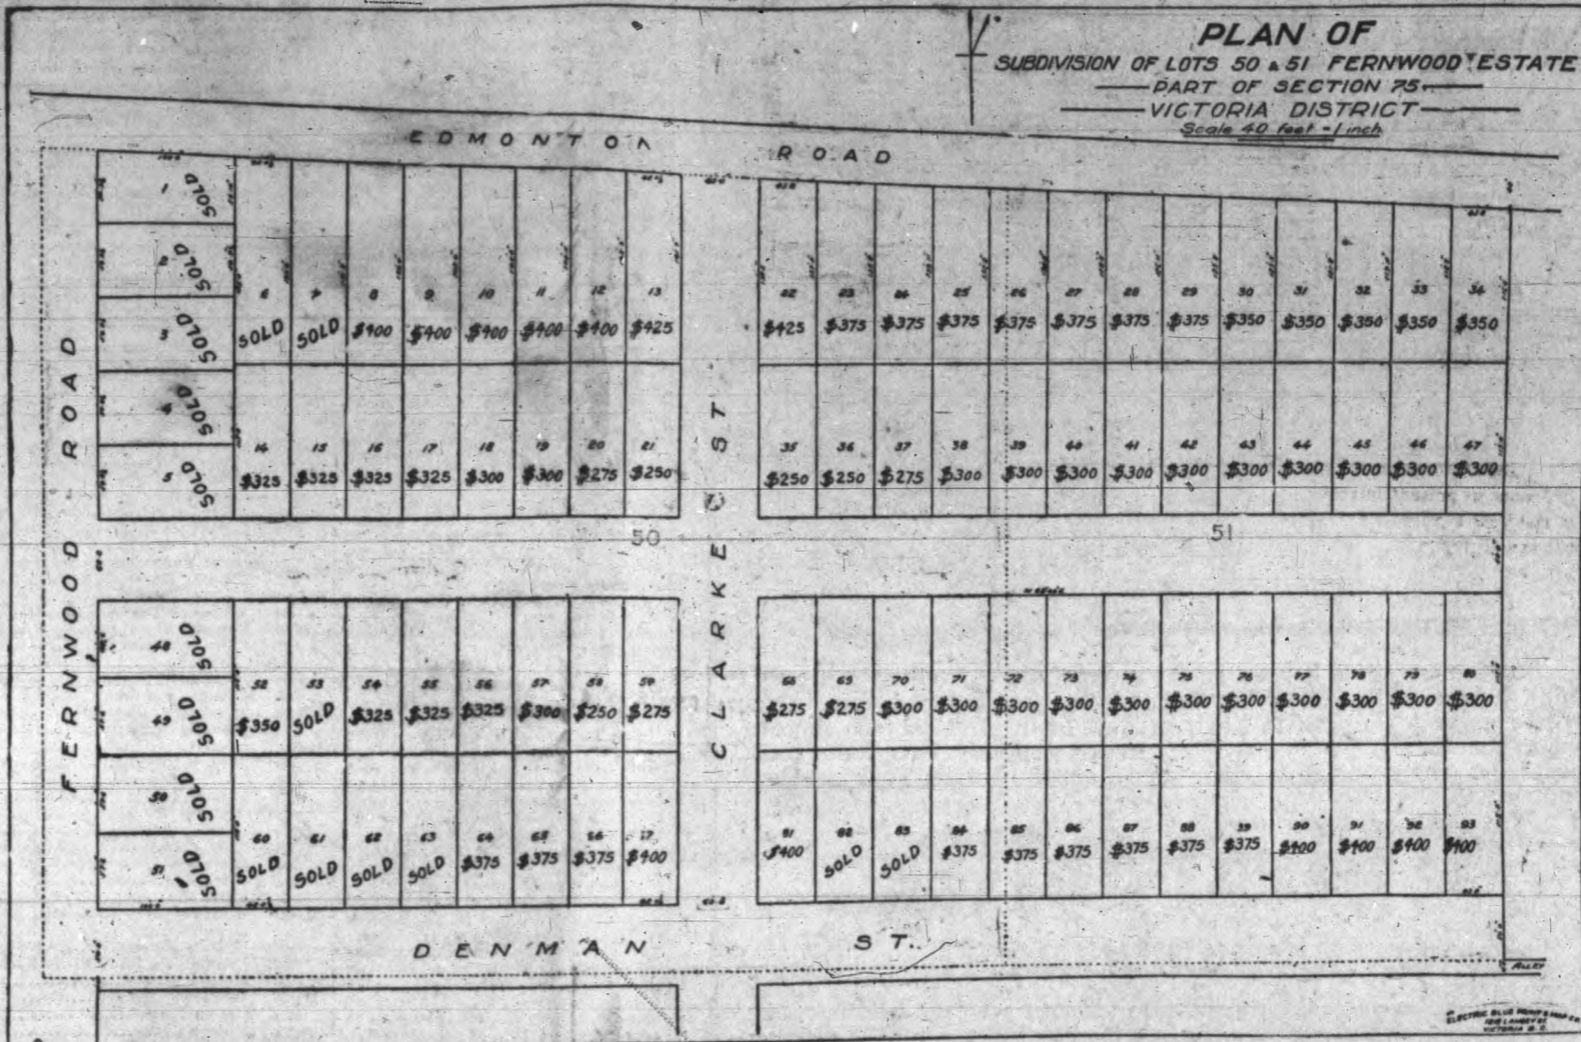 PLAN OF
SUBDIVISION OF LOTS 50 & 51 FERNWOOD ESTATE
PART OF SECTION 75
VICTORIA DISTRICT
Scale 40 feet = 1 inch
EDMONTON ROAD
FERNWOOD ROAD
CLARKE ST
1 SOLD
2 SOLD
3 SOLD
4 SOLD
5 SOLD
6 7 8 9 10 11 12 13
SOLD SOLD $400 $400 $400 $400 $400 $425
22 23 24 25 26 27 28 29 30 31 32 33 34
$425 $375 $375 $375 $375 $375 $375 $375 $350 $350 $350 $350 $350
14 15 16 17 18 19 20 21
$325 $325 $325 $325 $300 $300 $275 $250
35 36 37 38 39 40 41 42 43 44 45 46 47
$250 $250 $275 $300 $300 $300 $300 $300 $300 $300 $300 $300 $300
50 51
48 SOLD
49 SOLD
50 SOLD
51 SOLD
52 53 54 55 56 57 58 59
$350 SOLD $325 $325 $325 $300 $250 $275
68 69 70 71 72 73 74 75 76 77 78 79 80
$275 $275 $300 $300 $300 $300 $300 $300 $300 $300 $300 $300 $300
60 61 62 63 64 65 66 67
SOLD SOLD SOLD SOLD $375 $375 $375 $400
81 82 83 84 85 86 87 88 89 90 91 92 93
$400 SOLD SOLD $375 $375 $375 $375 $375 $375 $400 $400 $400 $400
DENMAN ST.
ALLEY
ELECTRIC BLUE PRINT & MAP CO.
VICTORIA B.C.